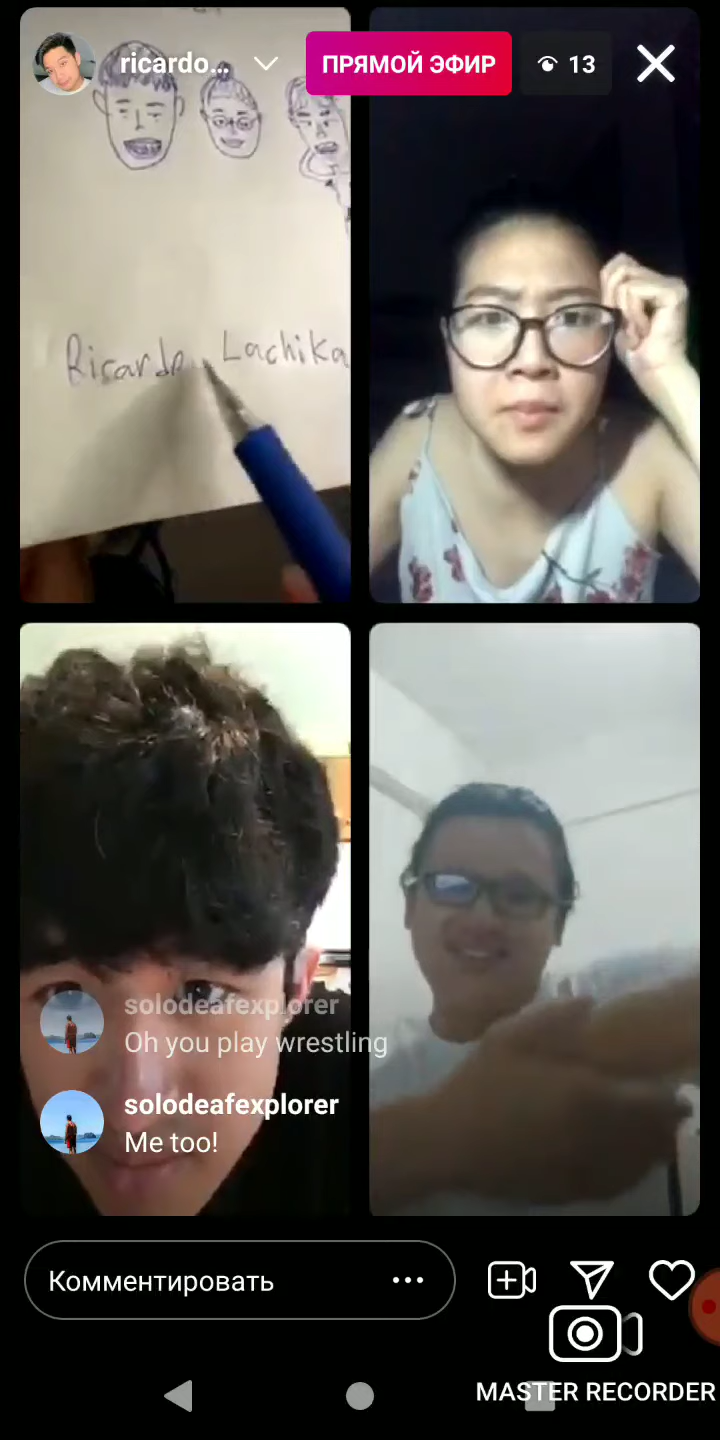 ricardo...
ПРЯМОЙ ЭФИР
13
Ricardo Lachika
solodeafexplorer
Oh you play wrestling
solodeafexplorer
Me too!
Комментировать
MASTER RECORDER